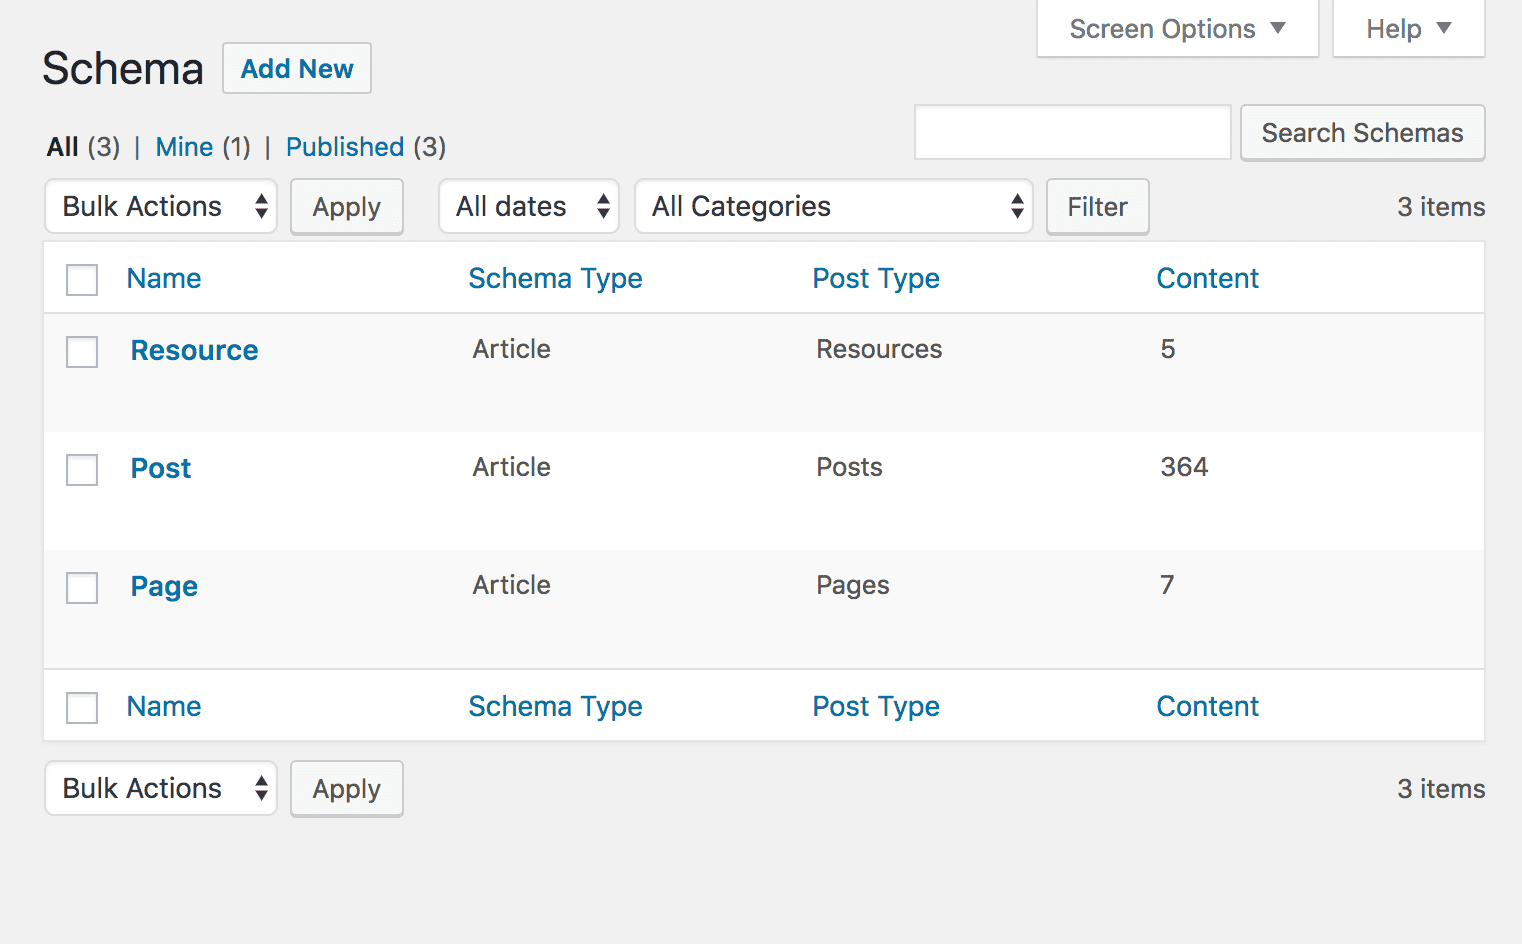 Screen Options Help
Schema Add New
All (3) | Mine (1) | Published (3)
Search Schemas
Bulk Actions Apply All dates All Categories Filter 3 items
Name Schema Type Post Type Content
Resource Article Resources 5
Post Article Posts 364
Page Article Pages 7
Name Schema Type Post Type Content
Bulk Actions Apply 3 items